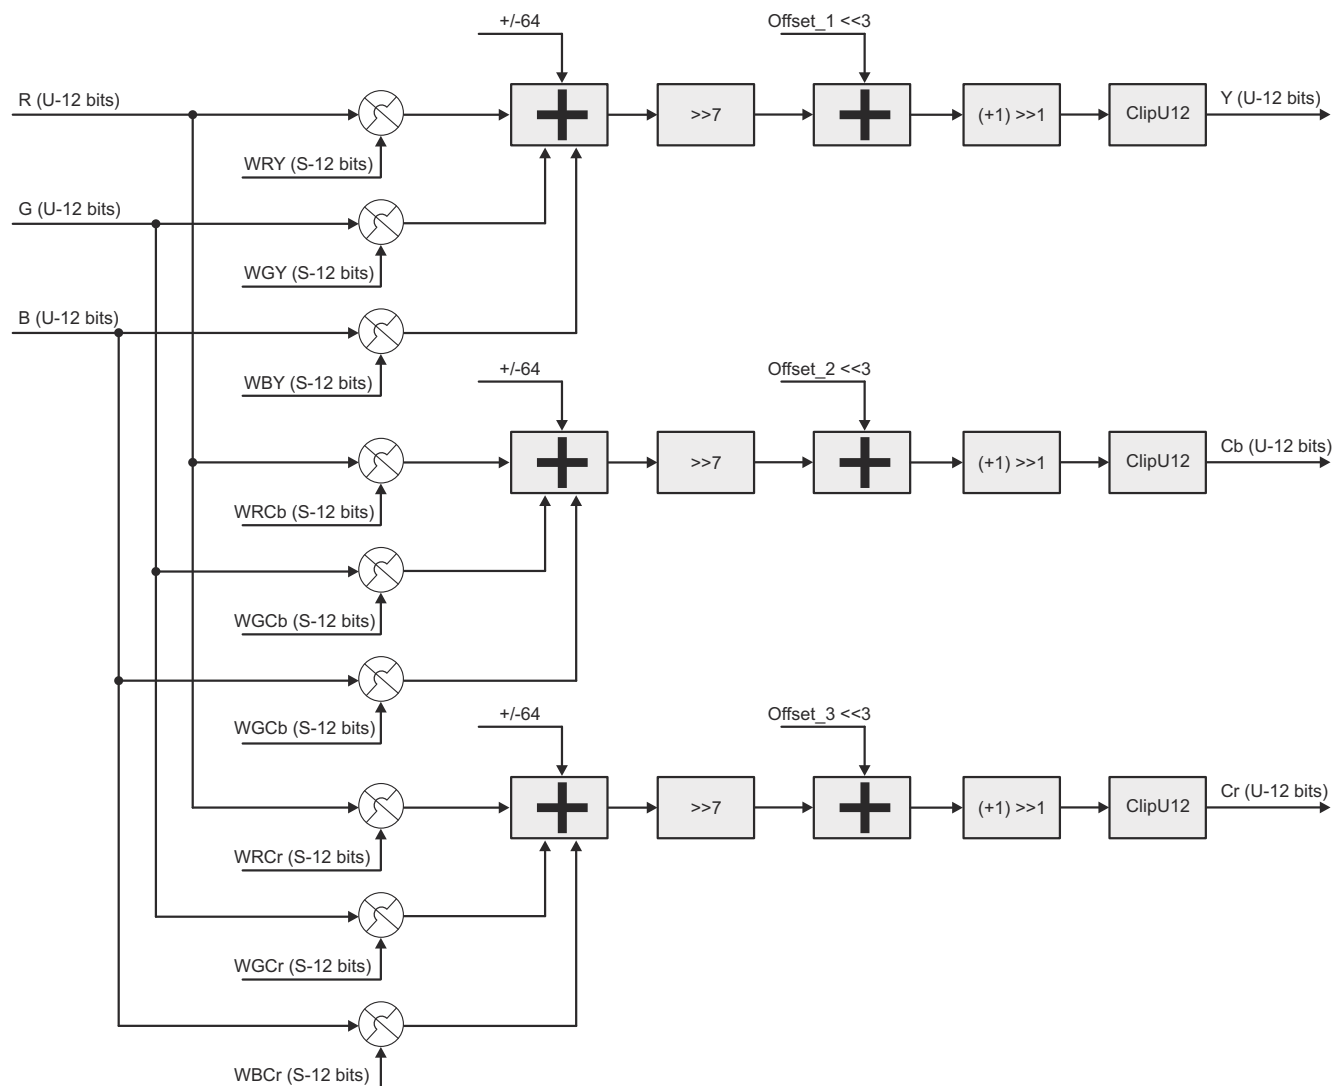 +/-64
Offset_1 <<3
R (U-12 bits)
>>7
(+1) >>1
ClipU12
Y (U-12 bits)
WRY (S-12 bits)
G (U-12 bits)
WGY (S-12 bits)
B (U-12 bits)
WBY (S-12 bits)
+/-64
Offset_2 <<3
>>7
(+1) >>1
ClipU12
Cb (U-12 bits)
WRCb (S-12 bits)
WGCb (S-12 bits)
WGCb (S-12 bits)
+/-64
Offset_3 <<3
>>7
(+1) >>1
ClipU12
Cr (U-12 bits)
WRCr (S-12 bits)
WGCr (S-12 bits)
WBCr (S-12 bits)